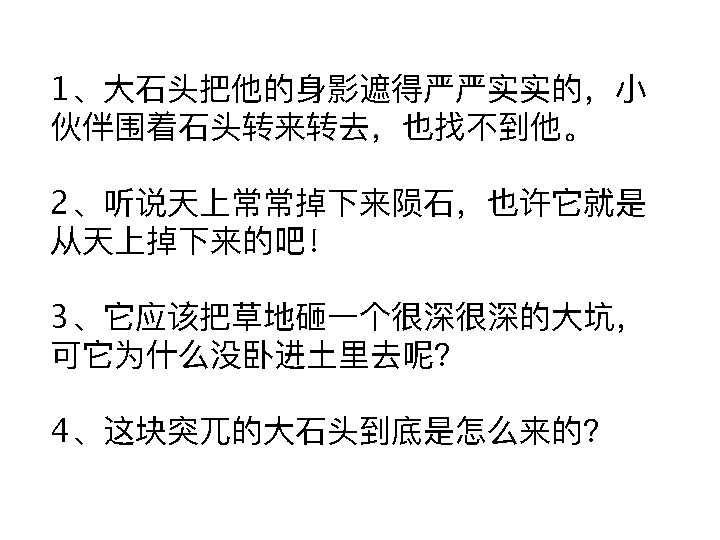 1、大石头把他的身影遮得严严实实的，小
伙伴围着石头转来转去，也找不到他。
2、听说天上常常掉下来陨石，也许它就是
从天上掉下来的吧！
3、它应该把草地砸一个很深很深的大坑，
可它为什么没卧进土里去呢？
4、这块突兀的大石头到底是怎么来的？